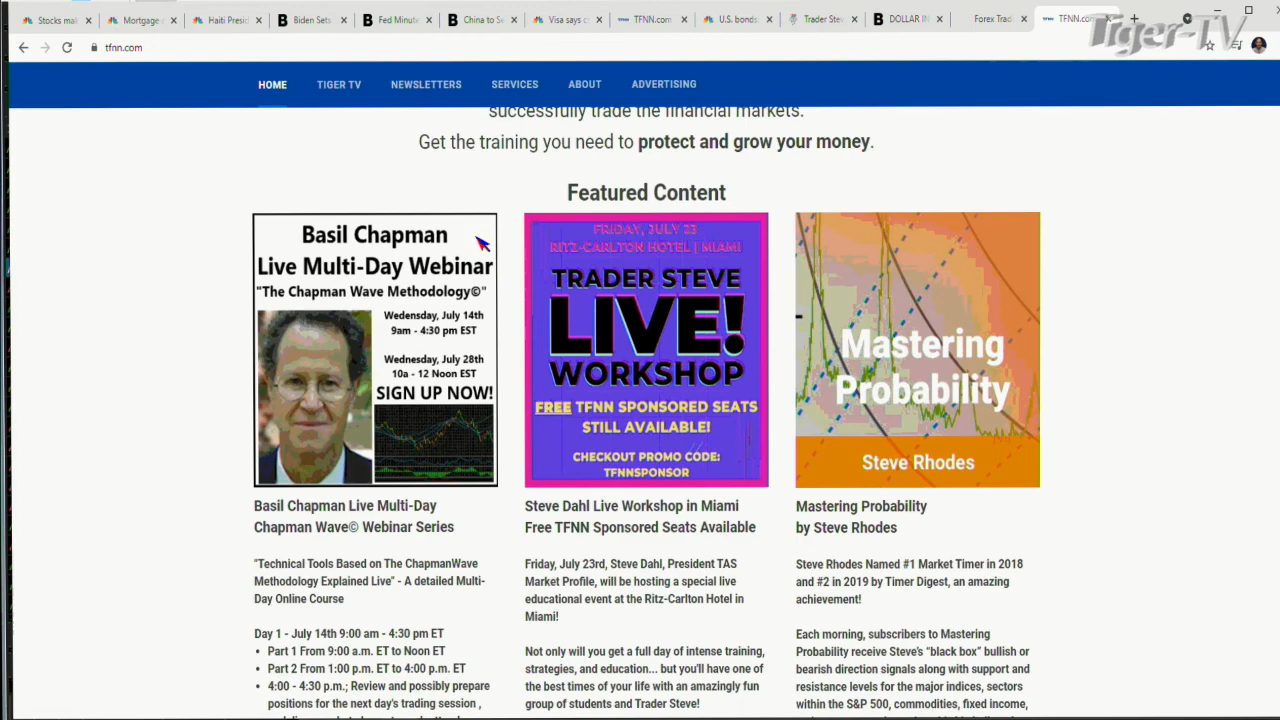 Stocks mal
Mortgage
Haiti Presid
Biden Sets
Fed Minute
China to Se
Visa says c
TFNN.com
U.S. bonds
Trader Stev
DOLLAR IN
Forex Trad
TFNN.com
Tiger-TV
tfnn.com
HOME
TIGER TV
NEWSLETTERS
SERVICES
ABOUT
ADVERTISING
successfully trade the financial markets.
Get the training you need to protect and grow your money.
Featured Content
Basil Chapman
Live Multi-Day Webinar
"The Chapman Wave Methodology©"
Wedensday, July 14th
9am - 4:30 pm EST
Wednesday, July 28th
10a - 12 Noon EST
SIGN UP NOW!
FRIDAY, JULY 23
RITZ-CARLTON HOTEL | MIAMI
TRADER STEVE
LIVE!
WORKSHOP
FREE TFNN SPONSORED SEATS
STILL AVAILABLE!
CHECKOUT PROMO CODE:
TFNNSPONSOR
Mastering
Probability
Steve Rhodes
Basil Chapman Live Multi-Day
Chapman Wave© Webinar Series
"Technical Tools Based on The ChapmanWave
Methodology Explained Live" - A detailed Multi-
Day Online Course
Day 1 - July 14th 9:00 am - 4:30 pm ET
• Part 1 From 9:00 a.m. ET to Noon ET
• Part 2 From 1:00 p.m. ET to 4:00 p.m. ET
• 4:00 - 4:30 p.m.; Review and possibly prepare
positions for the next day's trading session ,
Steve Dahl Live Workshop in Miami
Free TFNN Sponsored Seats Available
Friday, July 23rd, Steve Dahl, President TAS
Market Profile, will be hosting a special live
educational event at the Ritz-Carlton Hotel in
Miami!
Not only will you get a full day of intense training,
strategies, and education... but you'll have one of
the best times of your life with an amazingly fun
group of students and Trader Steve!
Mastering Probability
by Steve Rhodes
Steve Rhodes Named #1 Market Timer in 2018
and #2 in 2019 by Timer Digest, an amazing
achievement!
Each morning, subscribers to Mastering
Probability receive Steve's “black box” bullish or
bearish direction signals along with support and
resistance levels for the major indices, sectors
within the S&P 500, commodities, fixed income,